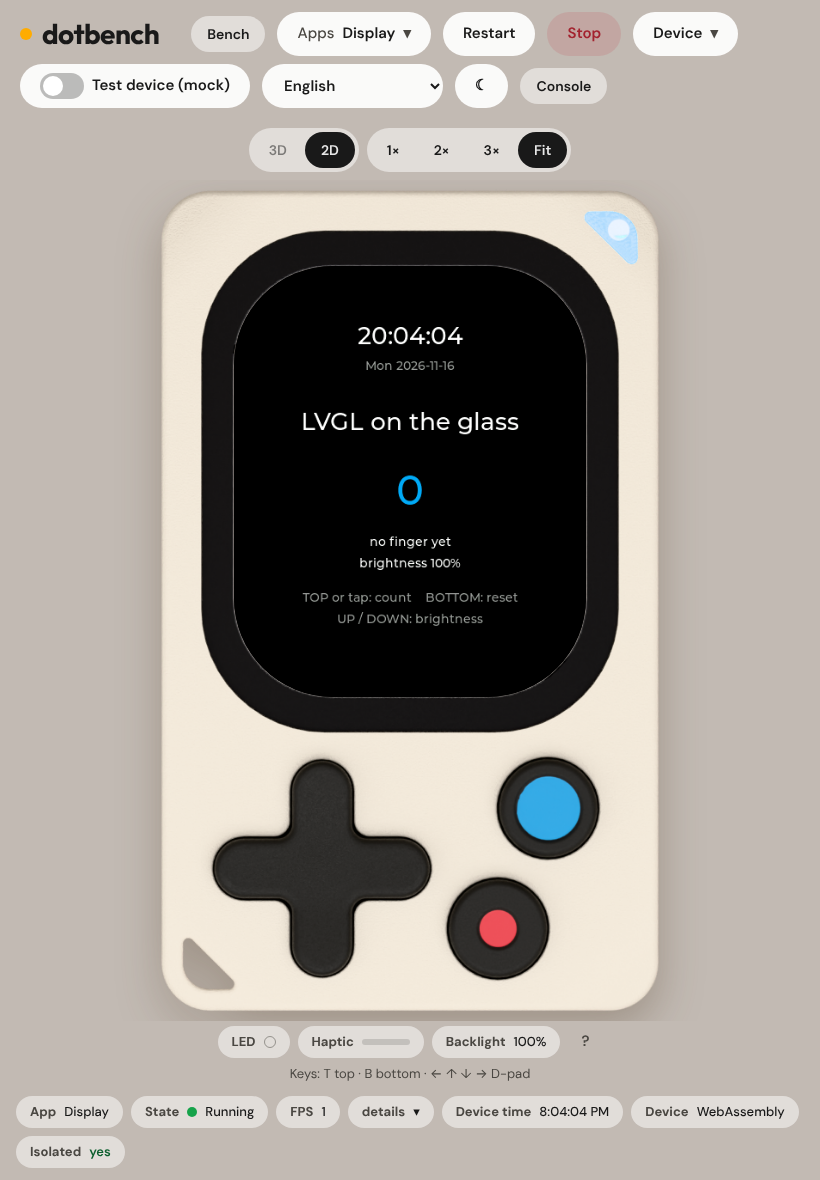 dotbench
Bench
Apps Display ▾
Restart
Stop
Device ▾
Test device (mock)
English
Console
3D
2D
1×
2×
3×
Fit
20:04:04
Mon 2026-11-16
LVGL on the glass
0
no finger yet
brightness 100%
TOP or tap: count BOTTOM: reset
UP / DOWN: brightness
LED
Haptic
Backlight 100%
?
Keys: T top · B bottom · ← ↑ ↓ → D-pad
App Display
State Running
FPS 1
details ▾
Device time 8:04:04 PM
Device WebAssembly
Isolated yes